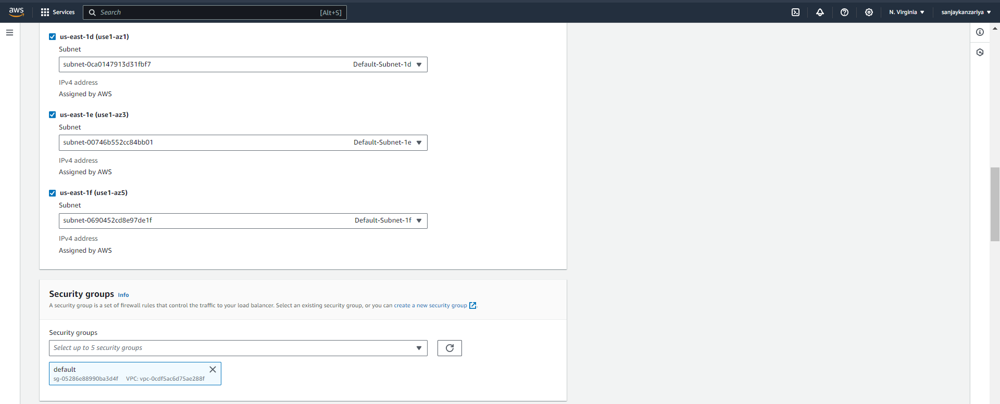 aws Services Search [Alt+S] N. Virginia sanjaykanzariya
us-east-1d (use1-az1)
Subnet
subnet-0ca0147913d31fbf7 Default-Subnet-1d
IPv4 address
Assigned by AWS
us-east-1e (use1-az3)
Subnet
subnet-00746b552cc84bb01 Default-Subnet-1e
IPv4 address
Assigned by AWS
us-east-1f (use1-az5)
Subnet
subnet-0690452cd8e97de1f Default-Subnet-1f
IPv4 address
Assigned by AWS
Security groups Info
A security group is a set of firewall rules that control the traffic to your load balancer. Select an existing security group, or you can create a new security group.
Security groups
Select up to 5 security groups
default
sg-05286e88990ba3d4f VPC: vpc-0cdf5ac6d75ae288f